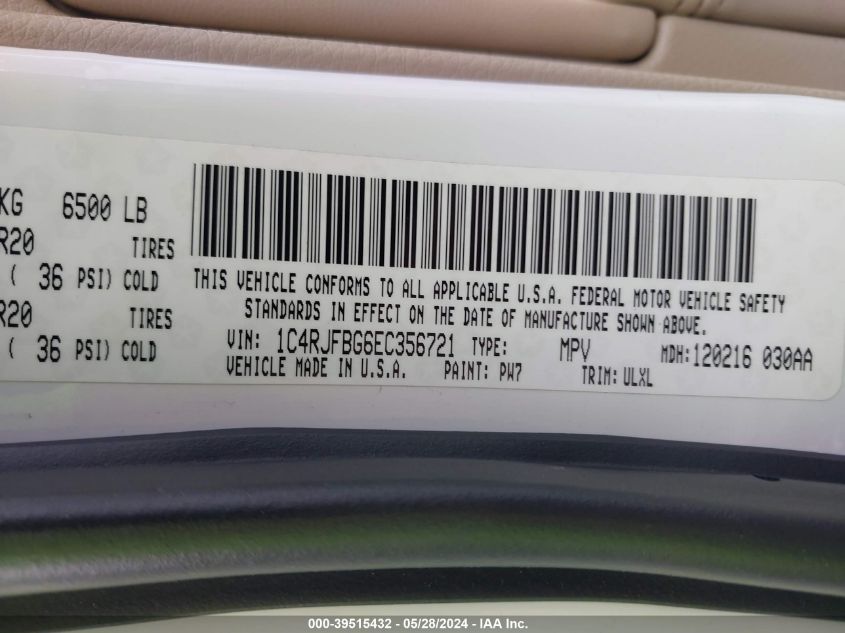 KG 6500 LB
R20 TIRES
( 36 PSI) COLD
R20 TIRES
( 36 PSI) COLD
THIS VEHICLE CONFORMS TO ALL APPLICABLE U.S.A. FEDERAL MOTOR VEHICLE SAFETY
STANDARDS IN EFFECT ON THE DATE OF MANUFACTURE SHOWN ABOVE.
VIN: 1C4RJFBG6EC356721 TYPE: MPV MDH: 120216 030AA
VEHICLE MADE IN U.S.A. PAINT: PW7 TRIM: ULXL
000-39515432 - 05/28/2024 - IAA Inc.